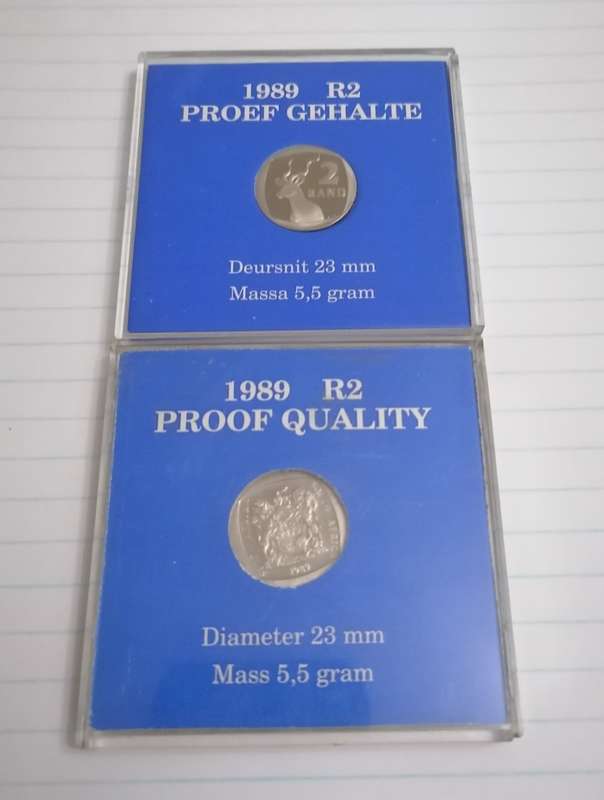 1989 R2
PROEF GEHALTE
2
RAND
Deursnit 23 mm
Massa 5,5 gram
1989 R2
PROOF QUALITY
1989
Diameter 23 mm
Mass 5,5 gram